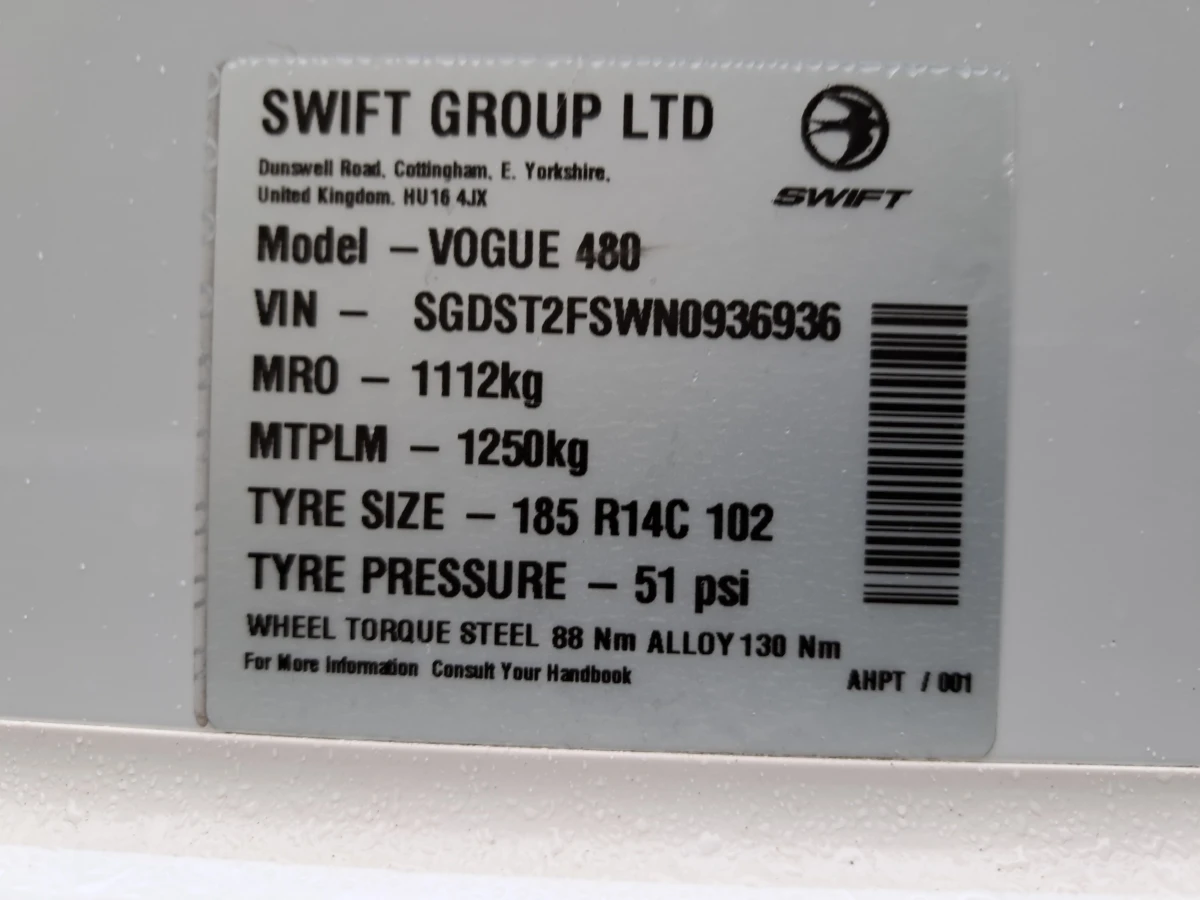 SWIFT GROUP LTD
Dunswell Road, Cottingham, E. Yorkshire,
United Kingdom. HU16 4JX
SWIFT
Model – VOGUE 480
VIN – SGDST2FSWN0936936
MRO – 1112kg
MTPLM – 1250kg
TYRE SIZE – 185 R14C 102
TYRE PRESSURE – 51 psi
WHEEL TORQUE STEEL 88 Nm ALLOY 130 Nm
For More Information Consult Your Handbook
AHPT / 001